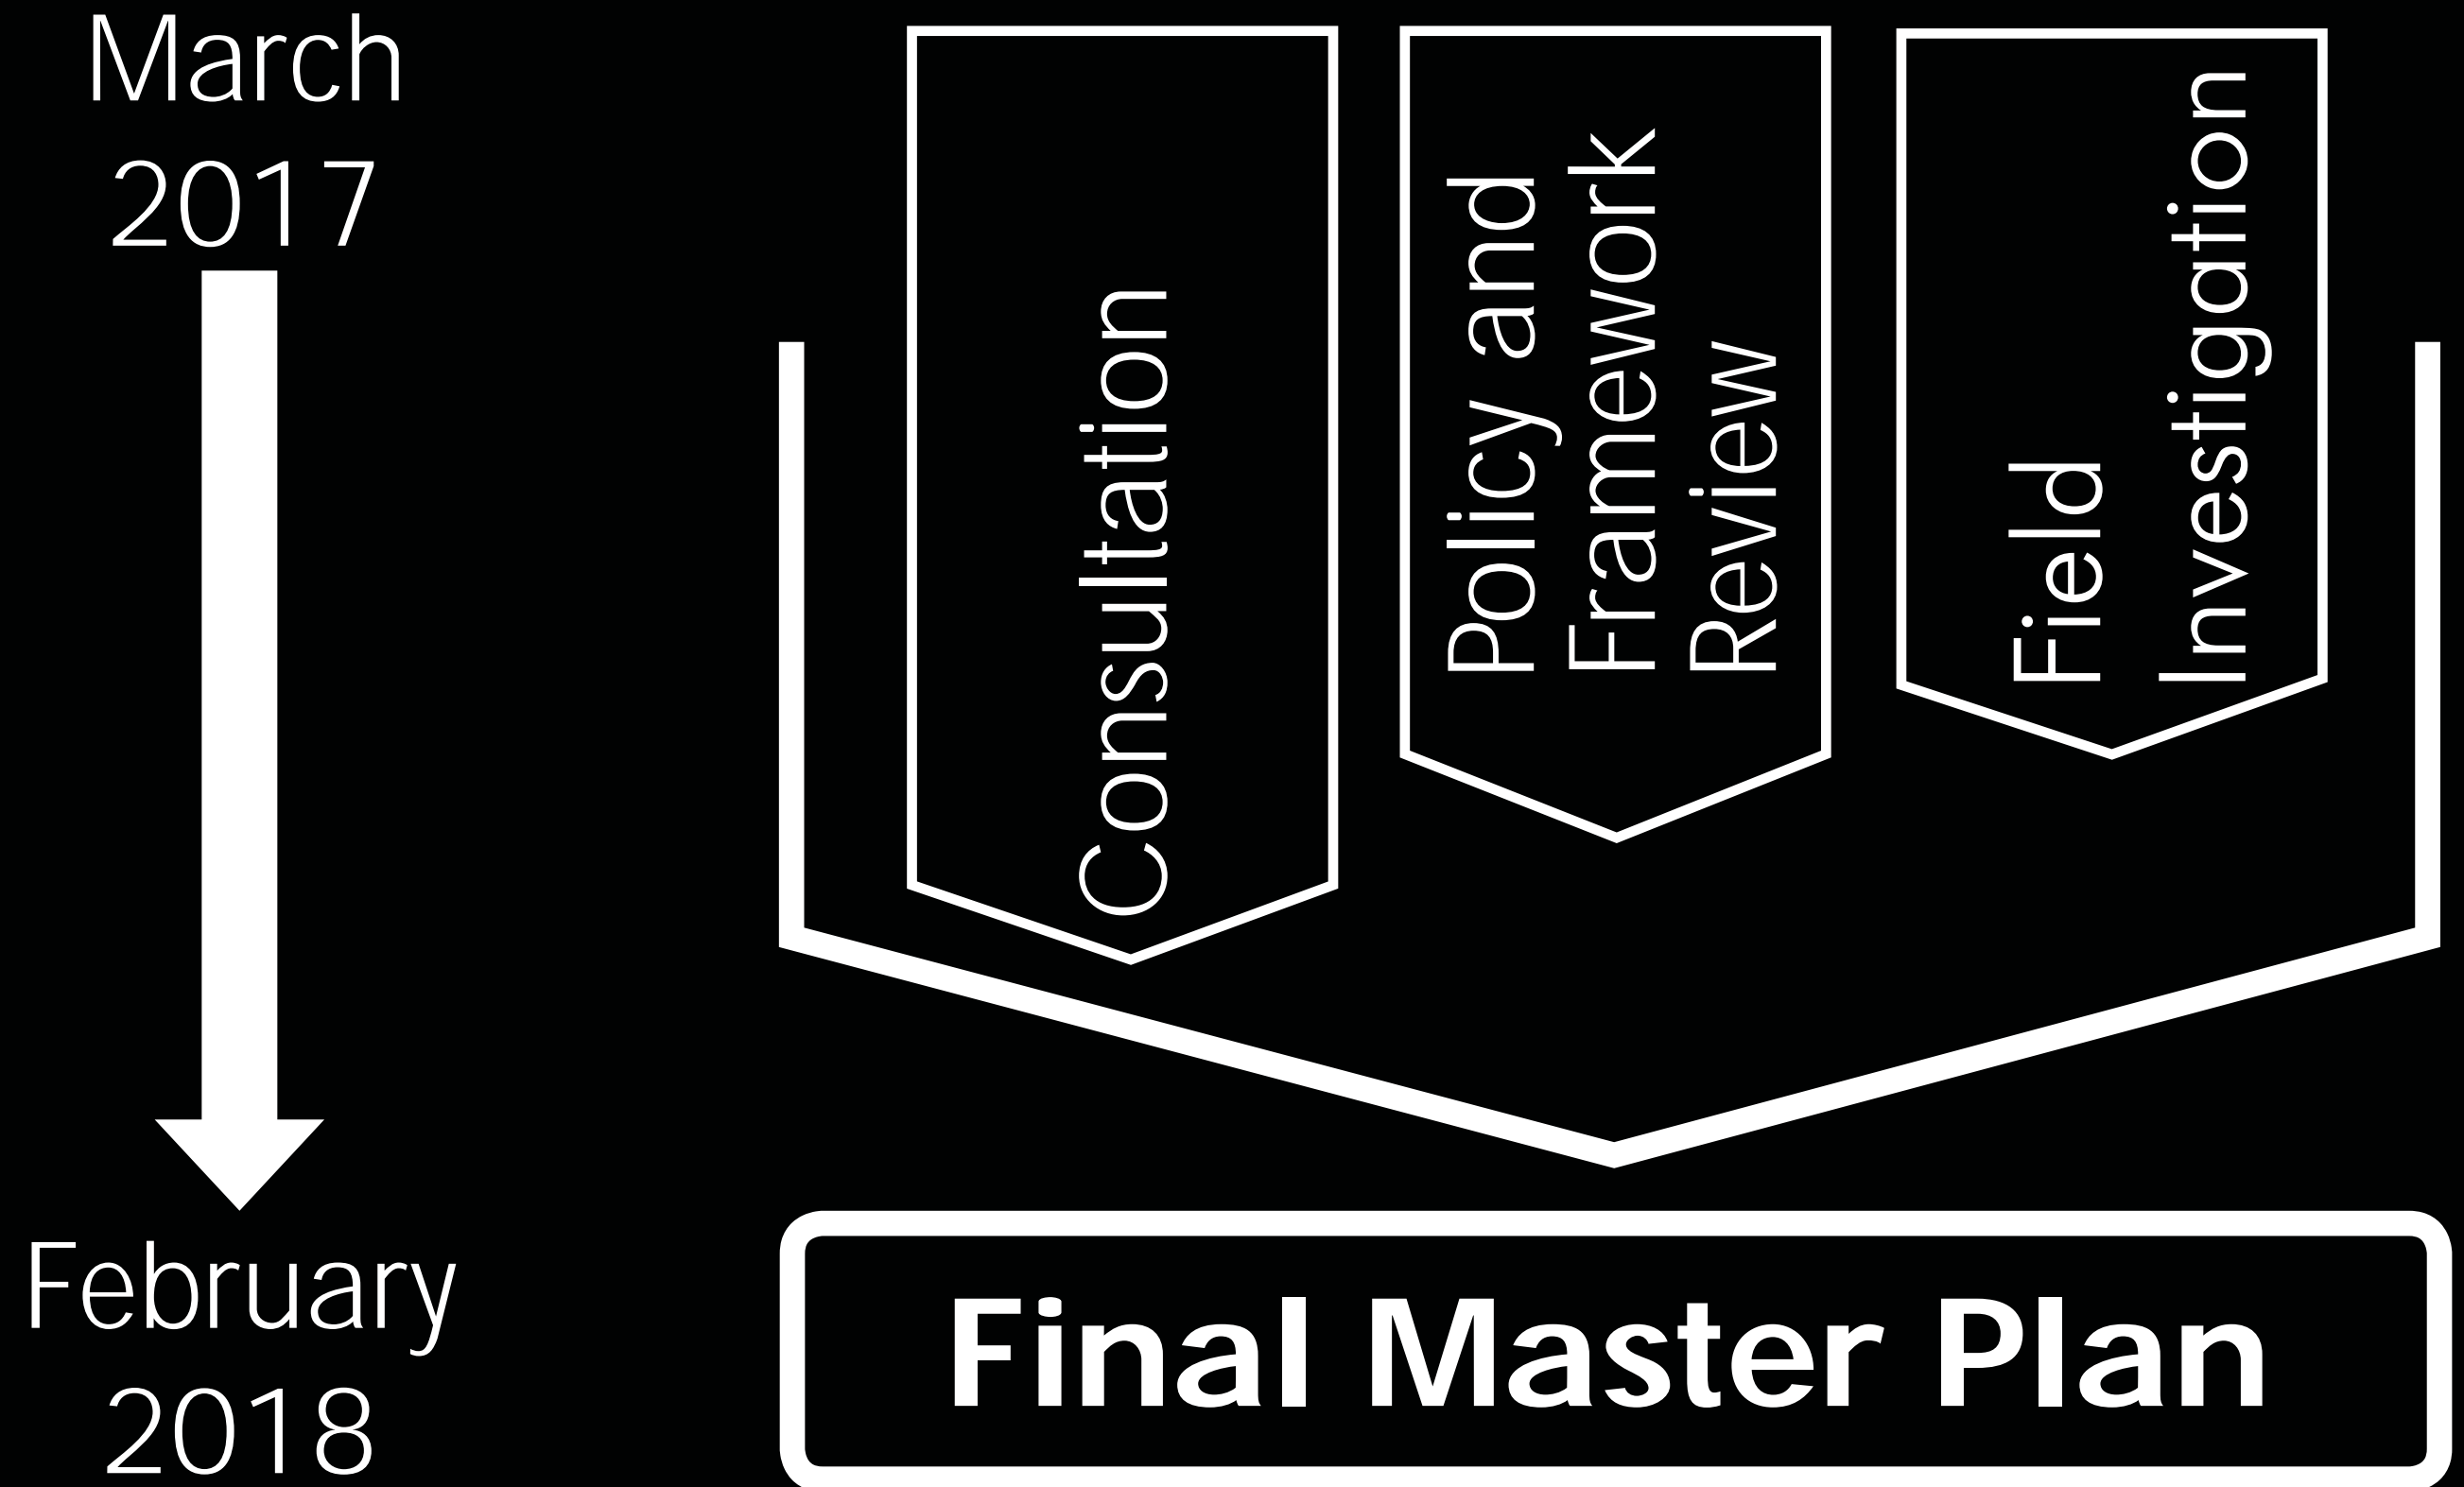 March
2017
Consultation
Policy and
Framework
Review
Field
Investigation
February
2018
Final Master Plan